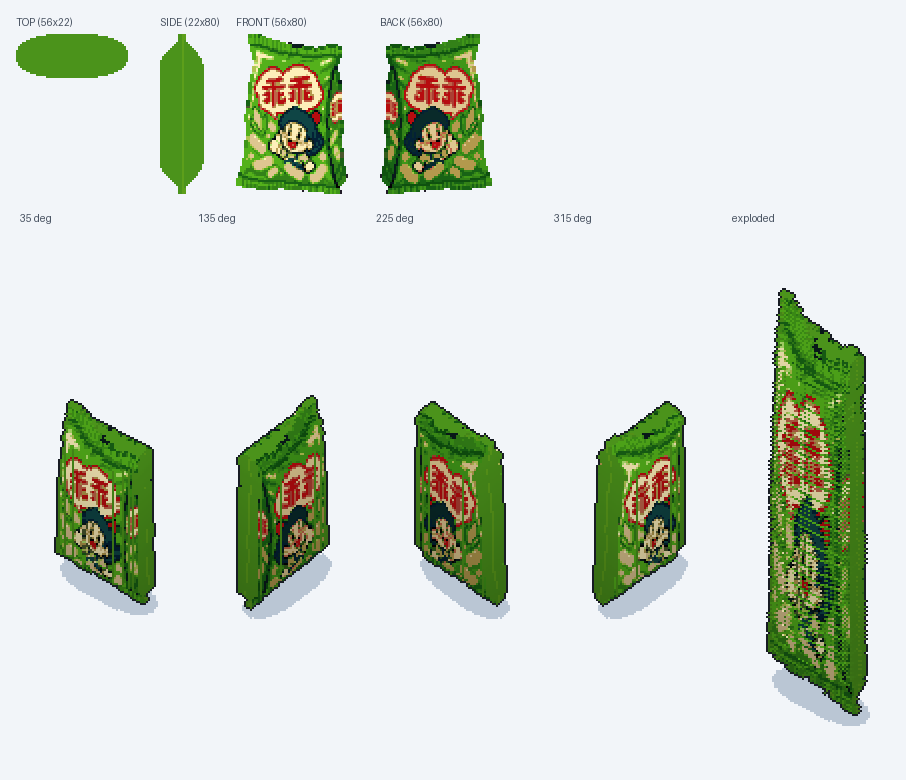 TOP (56x22)
SIDE (22x80)
FRONT (56x80)
BACK (56x80)
乖乖
乖乖
35 deg
135 deg
225 deg
315 deg
exploded
乖乖
乖乖
乖乖
乖乖